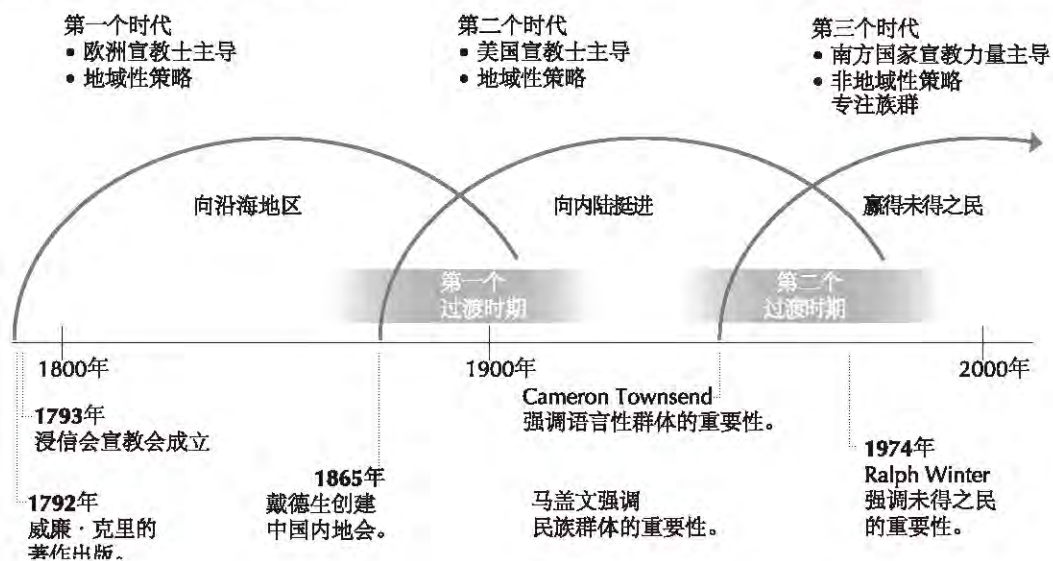 第一个时代
• 欧洲宣教士主导
• 地域性策略
第二个时代
• 美国宣教士主导
• 地域性策略
第三个时代
• 南方国家宣教力量主导
• 非地域性策略
专注族群
向沿海地区
向内陆挺进
赢得未得之民
第一个
过渡时期
第二个
过渡时期
1800年
1900年
2000年
1793年
浸信会宣教会成立
1792年
威廉·克里的
著作出版。
1865年
戴德生创建
中国内地会。
Cameron Townsend
强调语言性群体的重要性。
马盖文强调
民族群体的重要性。
1974年
Ralph Winter
强调未得之民
的重要性。